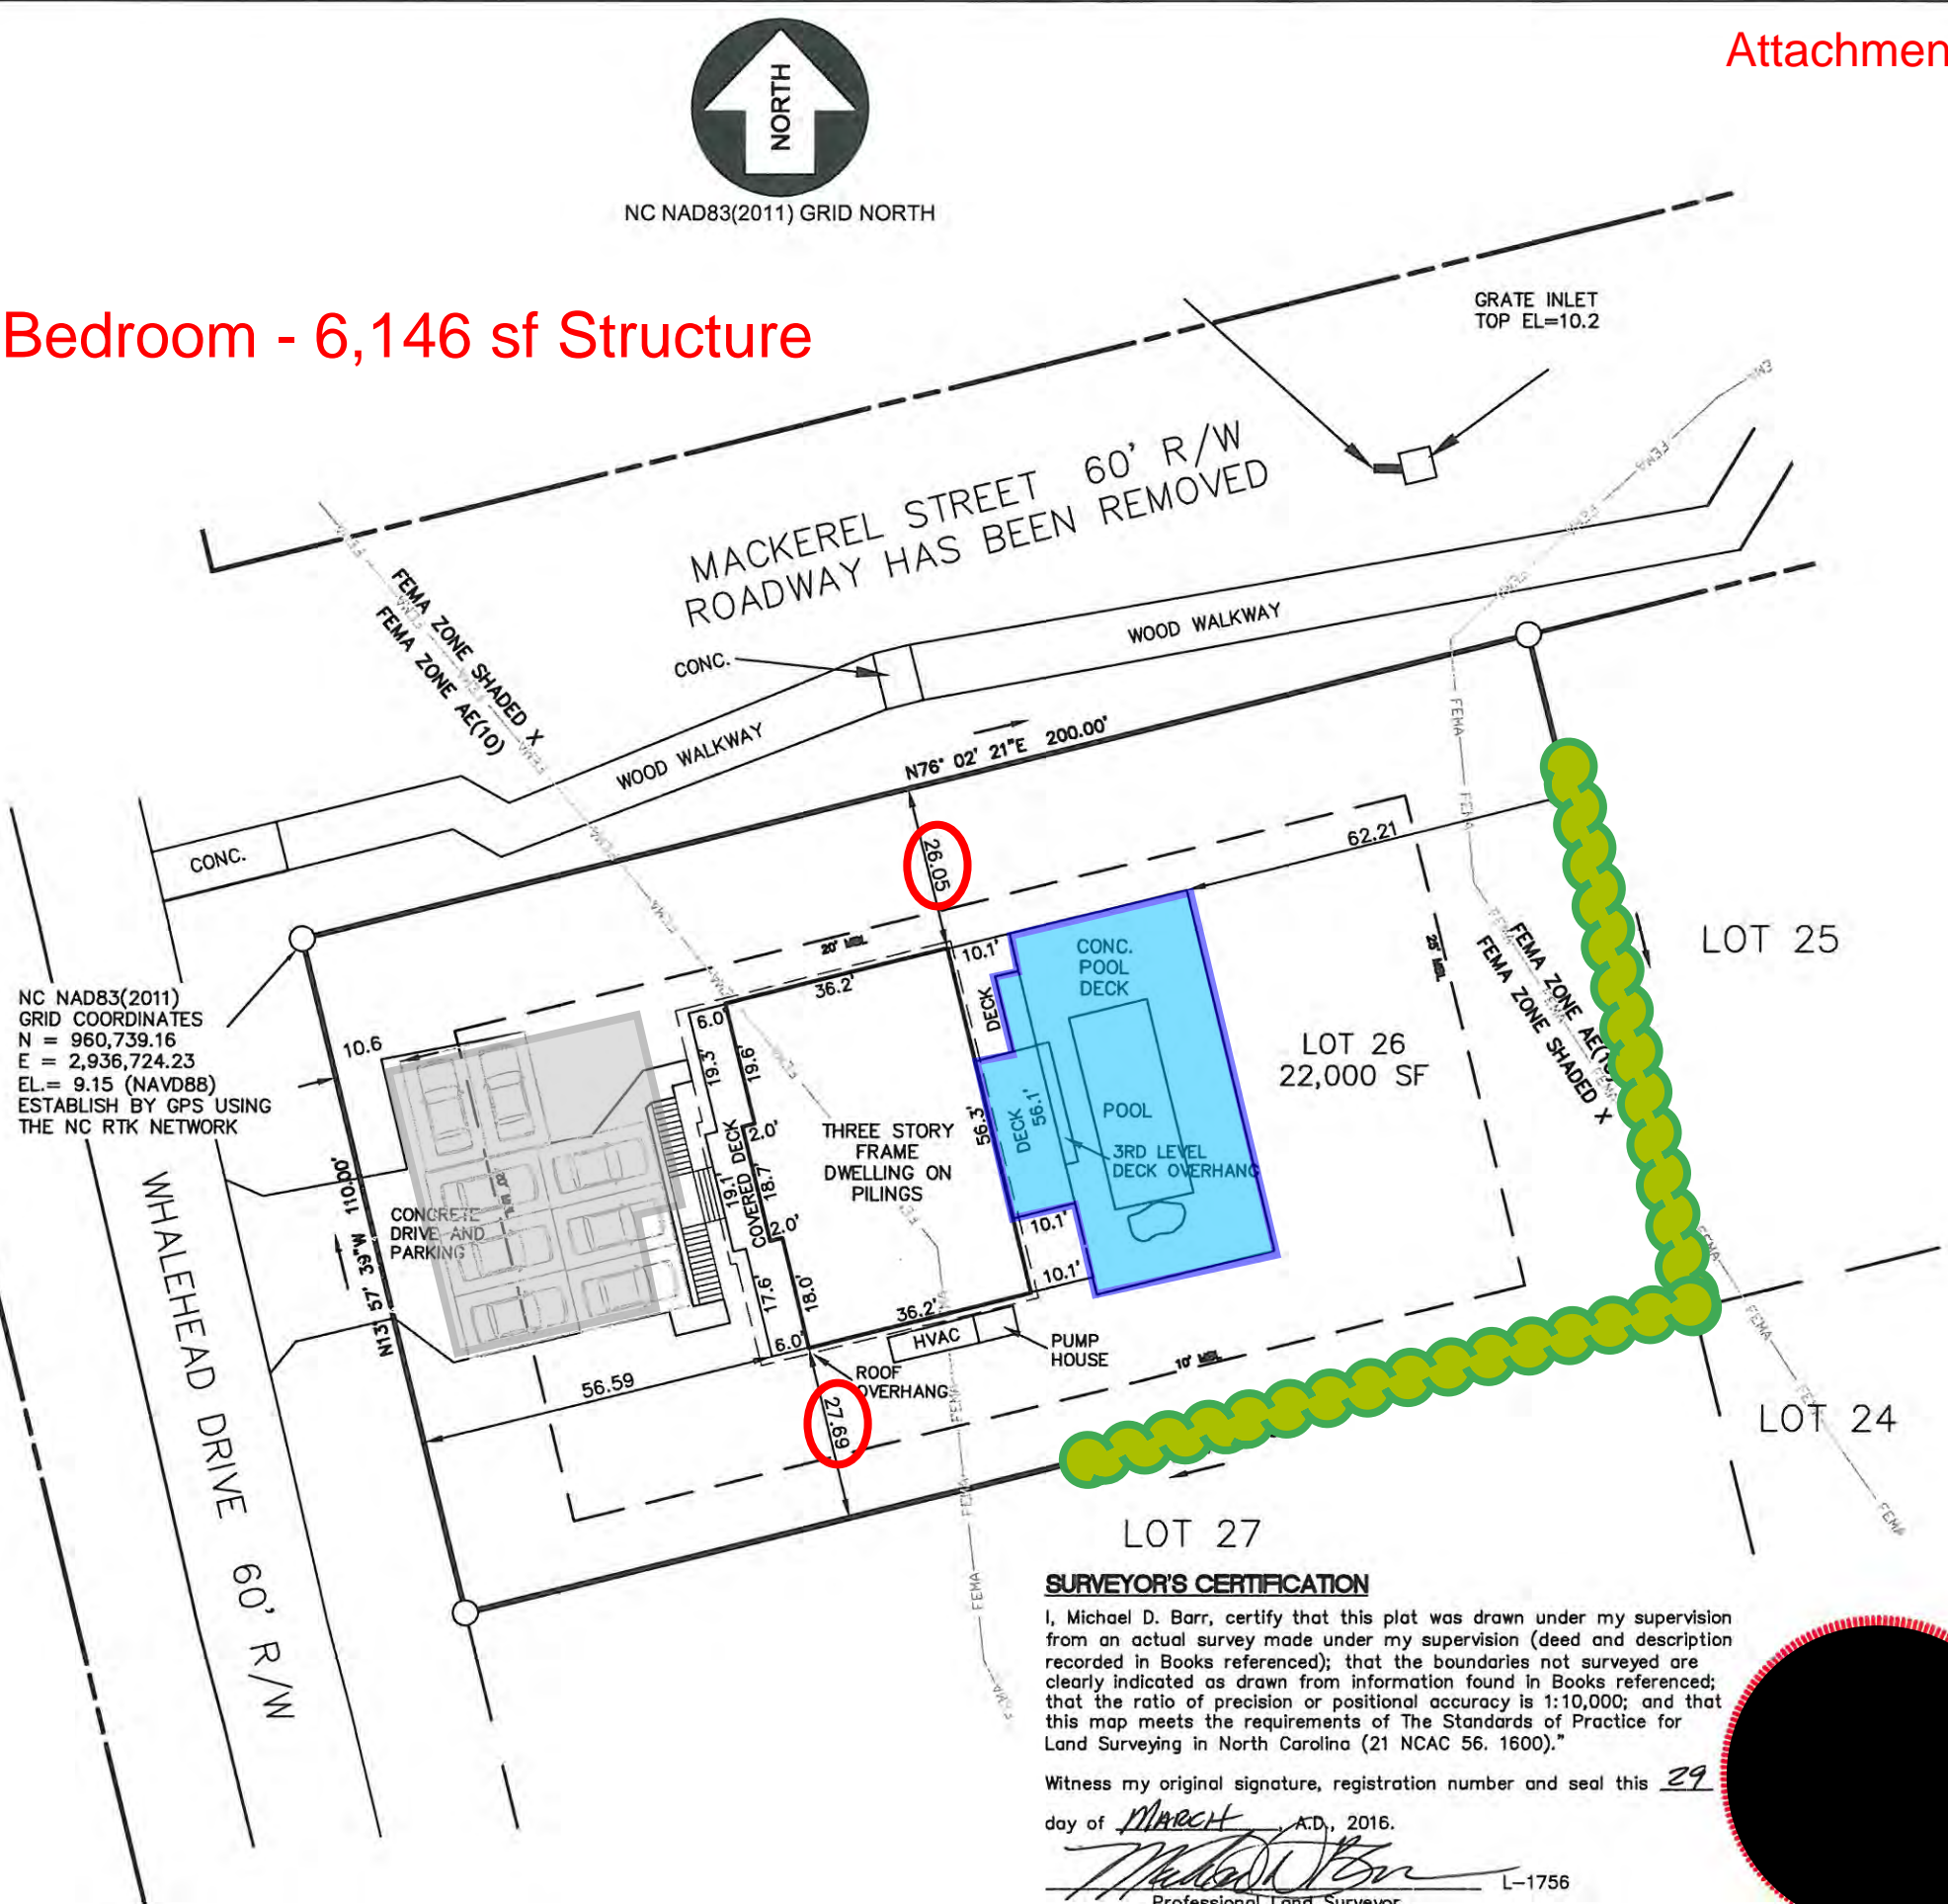 Attachmen
NORTH
NC NAD83(2011) GRID NORTH
Bedroom - 6,146 sf Structure
GRATE INLET
TOP EL=10.2
MACKEREL STREET 60' R/W
ROADWAY HAS BEEN REMOVED
FEMA ZONE SHADED X
FEMA ZONE AE(10)
WOOD WALKWAY
CONC.
WOOD WALKWAY
N76° 02' 21"E 200.00'
CONC.
62.21
26.05
20' MBL
25' MBL
LOT 25
NC NAD83(2011)
GRID COORDINATES
N = 960,739.16
E = 2,936,724.23
EL.= 9.15 (NAVD88)
ESTABLISH BY GPS USING
THE NC RTK NETWORK
10.6
36.2'
10.1'
CONC.
POOL
DECK
DECK
6.0'
19.3'
19.6'
LOT 26
22,000 SF
FEMA ZONE AE(1
FEMA ZONE SHADED X
56.3'
DECK
56.1'
POOL
3RD LEVEL
DECK OVERHANG
THREE STORY
FRAME
DWELLING ON
PILINGS
2.0'
19.1'
COVERED DECK
18.7'
2.0'
10.1'
10.1'
CONCRETE
DRIVE AND
PARKING
N13° 57' 39"W 110.00'
WHALEHEAD DRIVE 60' R/W
17.6'
18.0'
36.2'
6.0'
HVAC
PUMP
HOUSE
ROOF
OVERHANG
56.59
27.69
10' MBL
LOT 24
LOT 27
FEMA
FEMA
FEMA
FEMA
FEMA
FEMA
FEMA
SURVEYOR'S CERTIFICATION
I, Michael D. Barr, certify that this plat was drawn under my supervision
from an actual survey made under my supervision (deed and description
recorded in Books referenced); that the boundaries not surveyed are
clearly indicated as drawn from information found in Books referenced;
that the ratio of precision or positional accuracy is 1:10,000; and that
this map meets the requirements of The Standards of Practice for
Land Surveying in North Carolina (21 NCAC 56. 1600)."
Witness my original signature, registration number and seal this 29
day of MARCH, A.D., 2016.
L-1756
Professional Land Surveyor